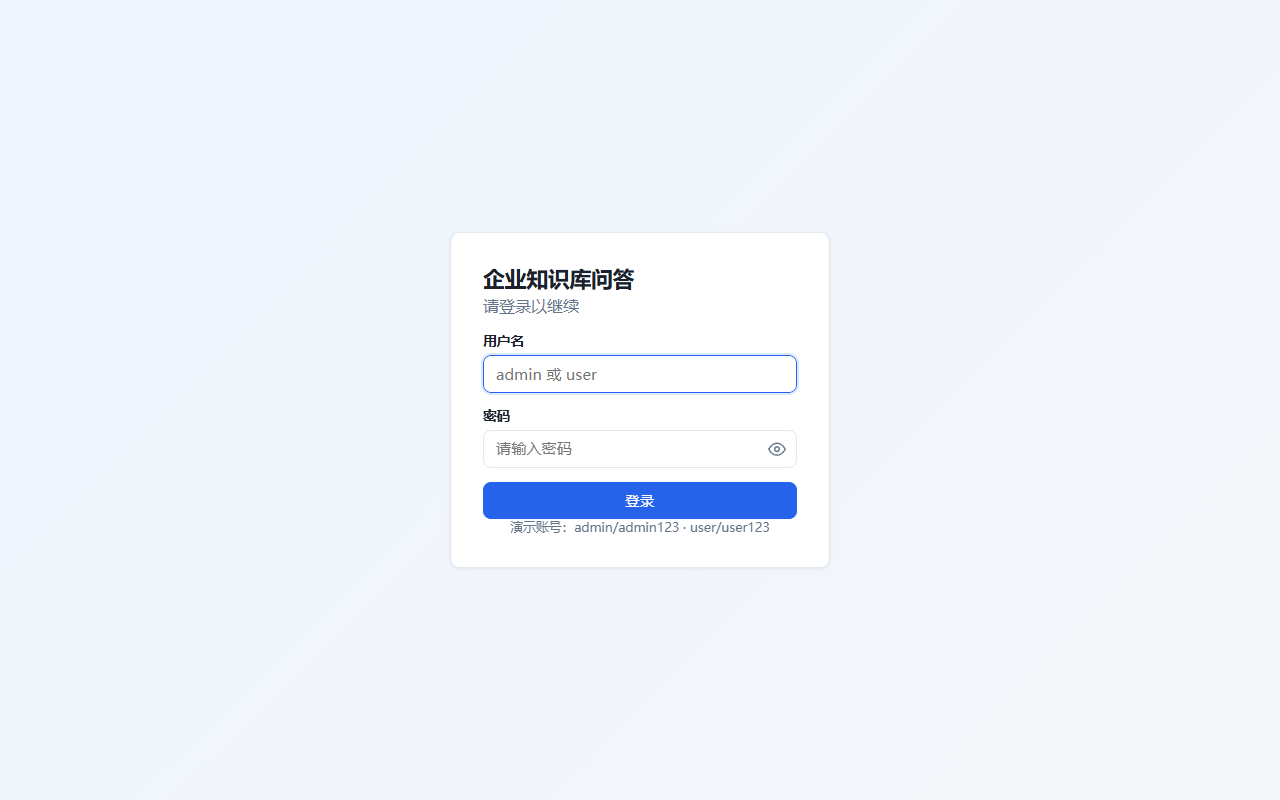 企业知识库问答
请登录以继续
用户名
admin 或 user
密码
请输入密码
登录
演示账号：admin/admin123 · user/user123